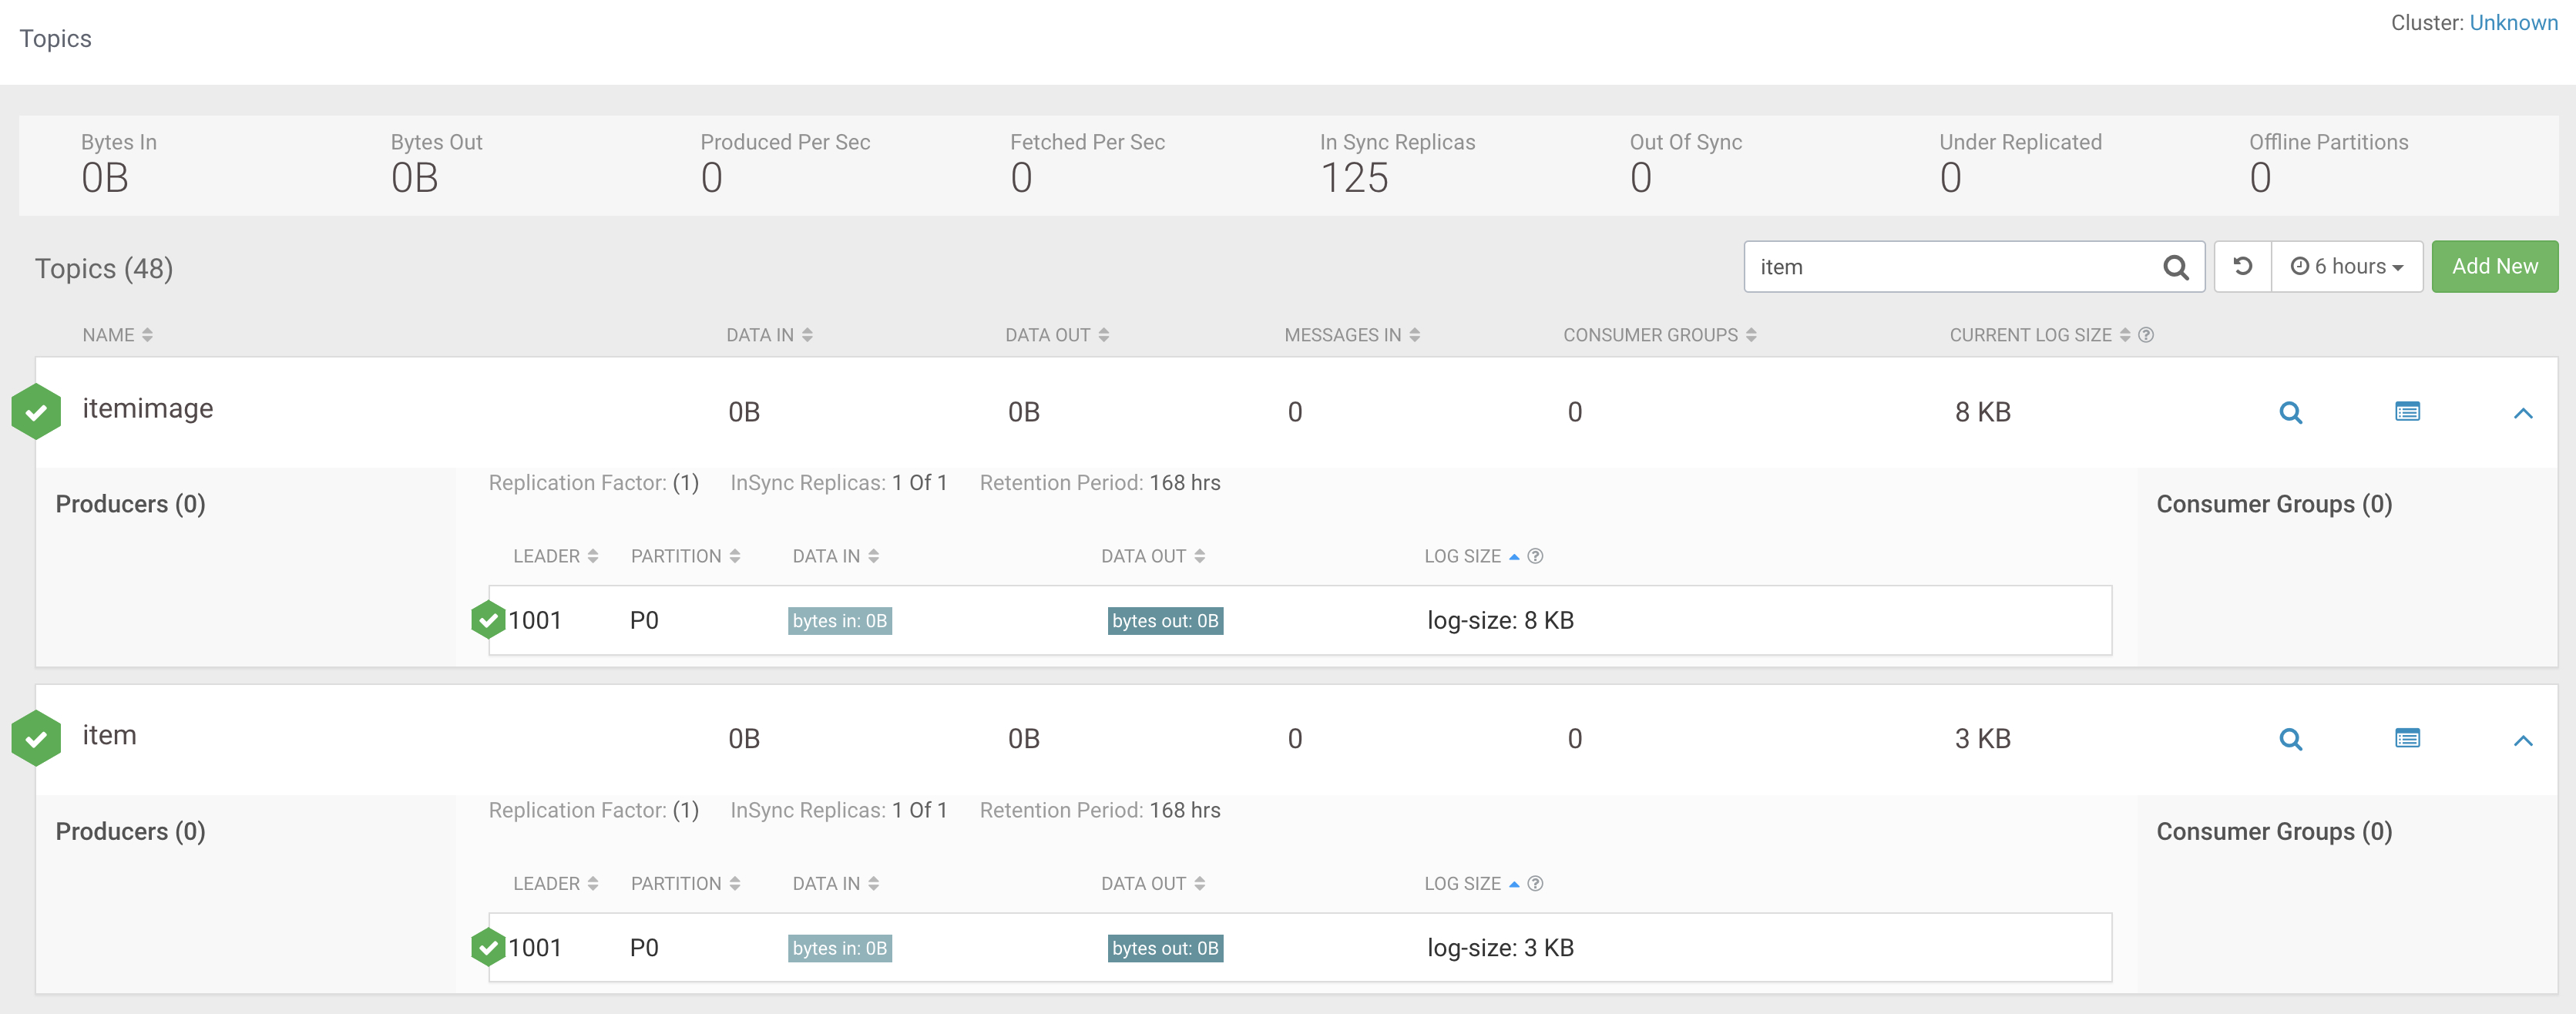 Topics
Cluster: Unknown
Bytes In Bytes Out Produced Per Sec Fetched Per Sec In Sync Replicas Out Of Sync Under Replicated Offline Partitions
0B 0B 0 0 125 0 0 0
Topics (48) item 6 hours Add New
NAME DATA IN DATA OUT MESSAGES IN CONSUMER GROUPS CURRENT LOG SIZE
itemimage 0B 0B 0 0 8 KB
Replication Factor: (1) InSync Replicas: 1 Of 1 Retention Period: 168 hrs
Producers (0) Consumer Groups (0)
LEADER PARTITION DATA IN DATA OUT LOG SIZE
1001 P0 bytes in: 0B bytes out: 0B log-size: 8 KB
item 0B 0B 0 0 3 KB
Replication Factor: (1) InSync Replicas: 1 Of 1 Retention Period: 168 hrs
Producers (0) Consumer Groups (0)
LEADER PARTITION DATA IN DATA OUT LOG SIZE
1001 P0 bytes in: 0B bytes out: 0B log-size: 3 KB